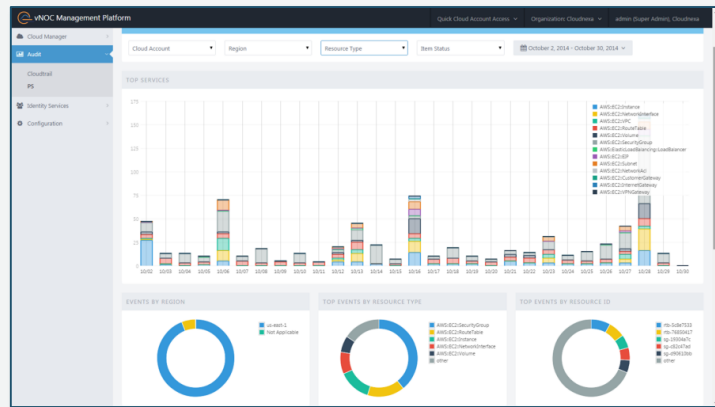 vNOC Management Platform
Quick Cloud Account Access
Organization: Cloudnesa
admin (Super Admin), Cloudnesa
Cloud Manager
Audit
Cloudtrail
PS
Identity Services
Configuration
Cloud Account
Region
Resource Type
Item Status
October 2, 2014 - October 30, 2014
TOP SERVICES
175
150
125
100
75
50
25
0
10/02 10/03 10/04 10/05 10/06 10/07 10/08 10/09 10/10 10/11 10/12 10/13 10/14 10/15 10/16 10/17 10/18 10/19 10/20 10/21 10/22 10/23 10/24 10/25 10/26 10/27 10/28 10/29 10/30
AWS::EC2::Instance
AWS::EC2::NetworkInterface
AWS::EC2::VPC
AWS::EC2::RouteTable
AWS::EC2::Volume
AWS::EC2::SecurityGroup
AWS::ElasticLoadBalancing::LoadBalancer
AWS::EC2::EIP
AWS::EC2::Subnet
AWS::EC2::NetworkAcl
AWS::EC2::CustomerGateway
AWS::EC2::InternetGateway
AWS::EC2::VPNGateway
EVENTS BY REGION
us-east-1
Not Applicable
TOP EVENTS BY RESOURCE TYPE
AWS::EC2::SecurityGroup
AWS::EC2::RouteTable
AWS::EC2::Instance
AWS::EC2::NetworkInterface
AWS::EC2::Volume
other
TOP EVENTS BY RESOURCE ID
other